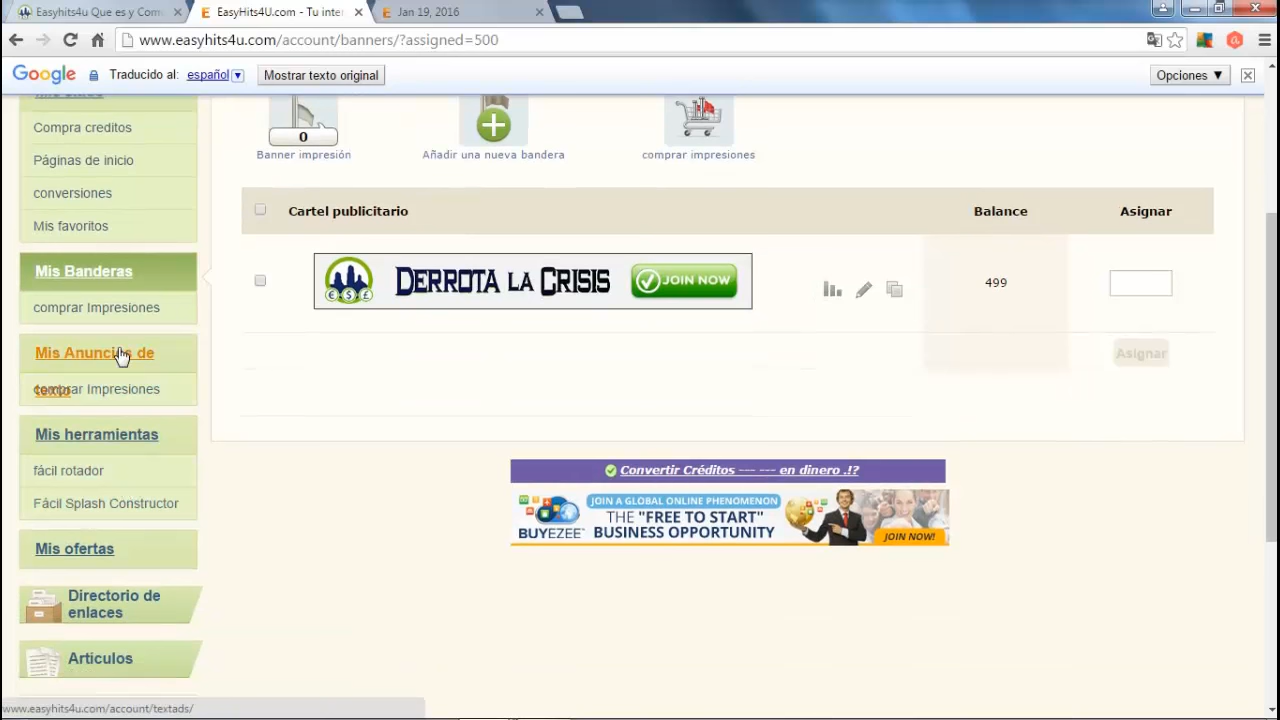 Easyhits4u Que es y Com
EasyHits4U.com - Tu inte
Jan 19, 2016
www.easyhits4u.com/account/banners/?assigned=500
Google Traducido al: español Mostrar texto original Opciones ▼
Compra creditos
Páginas de inicio
conversiones
Mis favoritos
Mis Banderas
comprar Impresiones
Mis Anuncios de
texto
comprar Impresiones
Mis herramientas
fácil rotador
Fácil Splash Constructor
Mis ofertas
Directorio de
enlaces
Articulos
0
Banner impresión
Añadir una nueva bandera
comprar impresiones
Cartel publicitario Balance Asignar
DERROTA LA CRISIS JOIN NOW
€ $ £
499
Asignar
Convertir Créditos --- --- en dinero .!?
BUYEZEE
JOIN A GLOBAL ONLINE PHENOMENON
THE "FREE TO START"
BUSINESS OPPORTUNITY
JOIN NOW!
www.easyhits4u.com/account/textads/